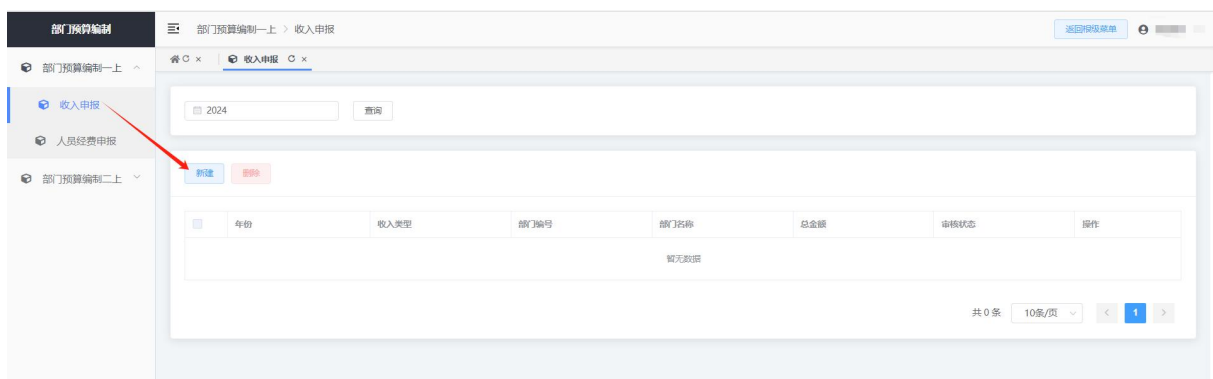 部门预算编制
部门预算编制一上 > 收入申报
返回报级菜单
部门预算编制一上
收入申报
人员经费申报
部门预算编制二上
收入申报
2024
查询
新建
删除
年份 收入类型 部门编号 部门名称 总金额 审核状态 操作
暂无数据
共 0 条 10条/页 < 1 >